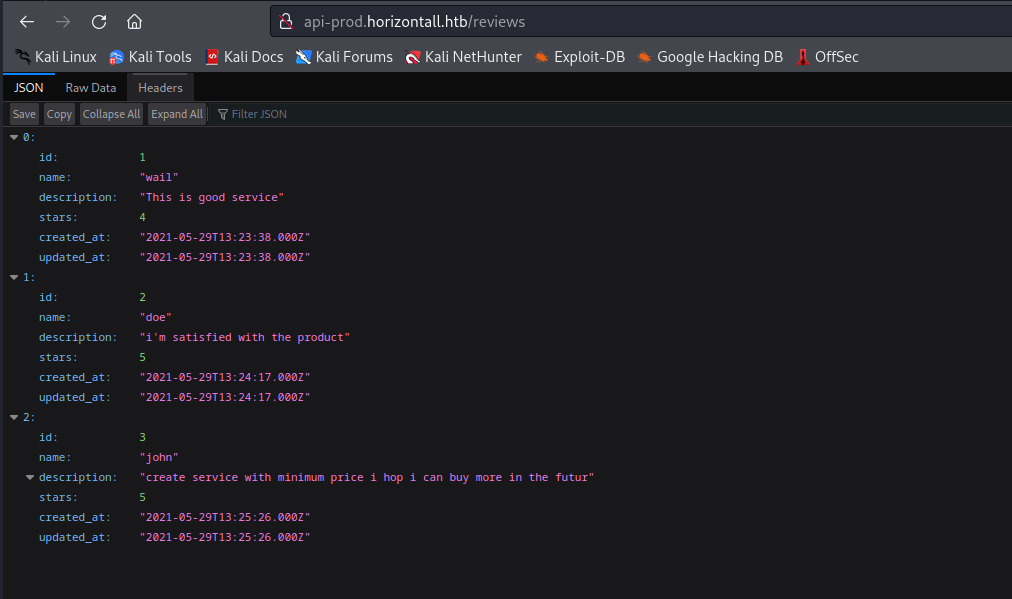 api-prod.horizontall.htb/reviews
Kali Linux Kali Tools Kali Docs Kali Forums Kali NetHunter Exploit-DB Google Hacking DB OffSec
JSON Raw Data Headers
Save Copy Collapse All Expand All Filter JSON
0:
id: 1
name: "wail"
description: "This is good service"
stars: 4
created_at: "2021-05-29T13:23:38.000Z"
updated_at: "2021-05-29T13:23:38.000Z"
1:
id: 2
name: "doe"
description: "i'm satisfied with the product"
stars: 5
created_at: "2021-05-29T13:24:17.000Z"
updated_at: "2021-05-29T13:24:17.000Z"
2:
id: 3
name: "john"
description: "create service with minimum price i hop i can buy more in the futur"
stars: 5
created_at: "2021-05-29T13:25:26.000Z"
updated_at: "2021-05-29T13:25:26.000Z"